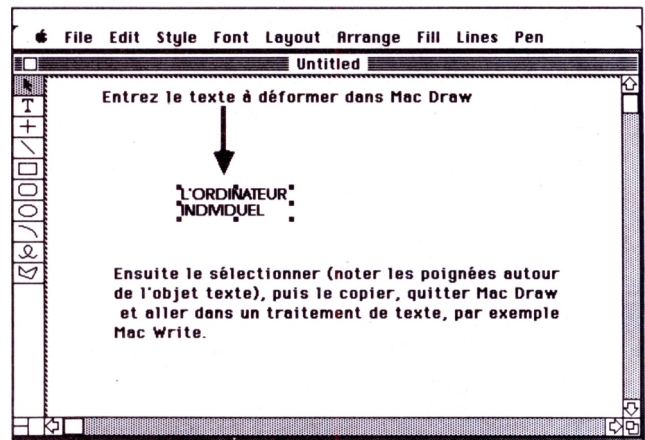 File Edit Style Font Layout Arrange Fill Lines Pen
Untitled
Entrez le texte à déformer dans Mac Draw
T
L'ORDINATEUR
INDIVIDUEL
Ensuite le sélectionner (noter les poignées autour
de l'objet texte), puis le copier, quitter Mac Draw
et aller dans un traitement de texte, par exemple
Mac Write.